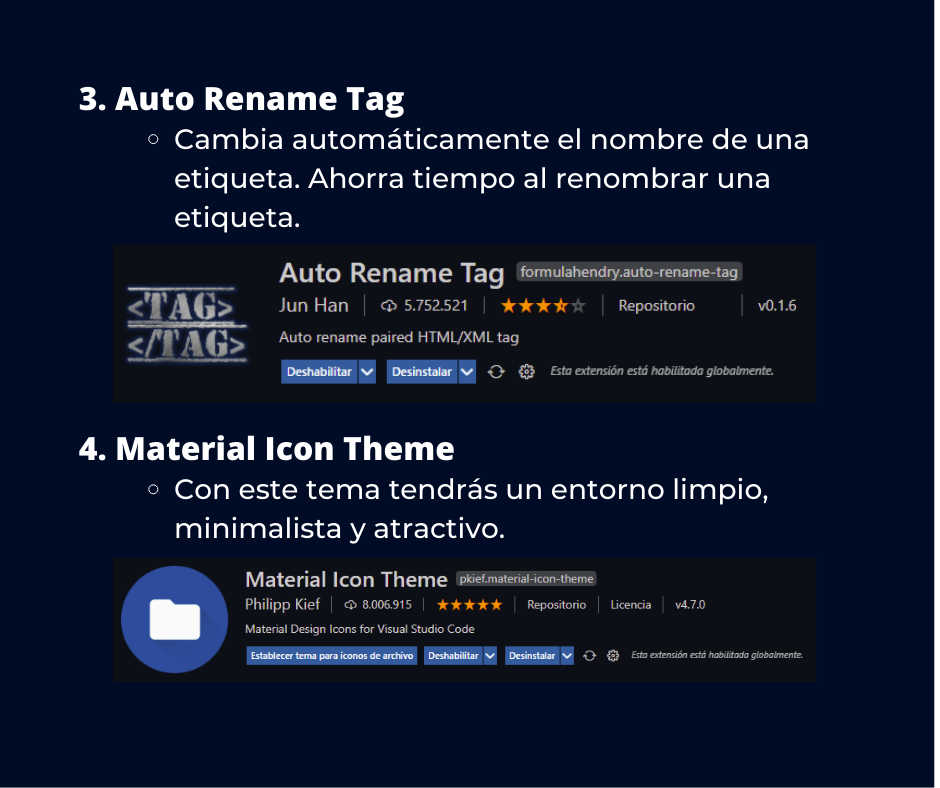 3. Auto Rename Tag
Cambia automáticamente el nombre de una
etiqueta. Ahorra tiempo al renombrar una
etiqueta.
<TAG>
</TAG>
Auto Rename Tag formulahendry.auto-rename-tag
Jun Han 5.752.521 Repositorio v0.1.6
Auto rename paired HTML/XML tag
Deshabilitar Desinstalar Esta extensión está habilitada globalmente.
4. Material Icon Theme
Con este tema tendrás un entorno limpio,
minimalista y atractivo.
Material Icon Theme pkief.material-icon-theme
Philipp Kief 8.006.915 Repositorio Licencia v4.7.0
Material Design Icons for Visual Studio Code
Establecer tema para íconos de archivo Deshabilitar Desinstalar Esta extensión está habilitada globalmente.